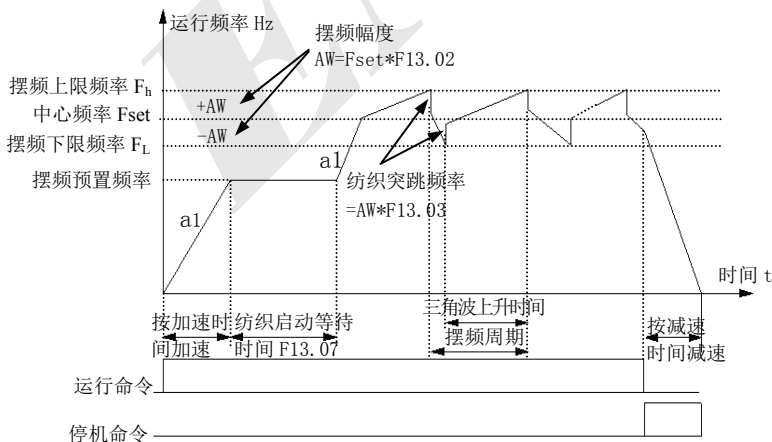 运行频率 Hz
摆频幅度
AW=Fset*F13.02
摆频上限频率 Fh
+AW
中心频率 Fset
-AW
摆频下限频率 FL
a1
摆频预置频率
纺织突跳频率
=AW*F13.03
a1
时间 t
三角波上升时间
按加速时
间加速
纺织启动等待
时间 F13.07
摆频周期
按减速
时间减速
运行命令
停机命令